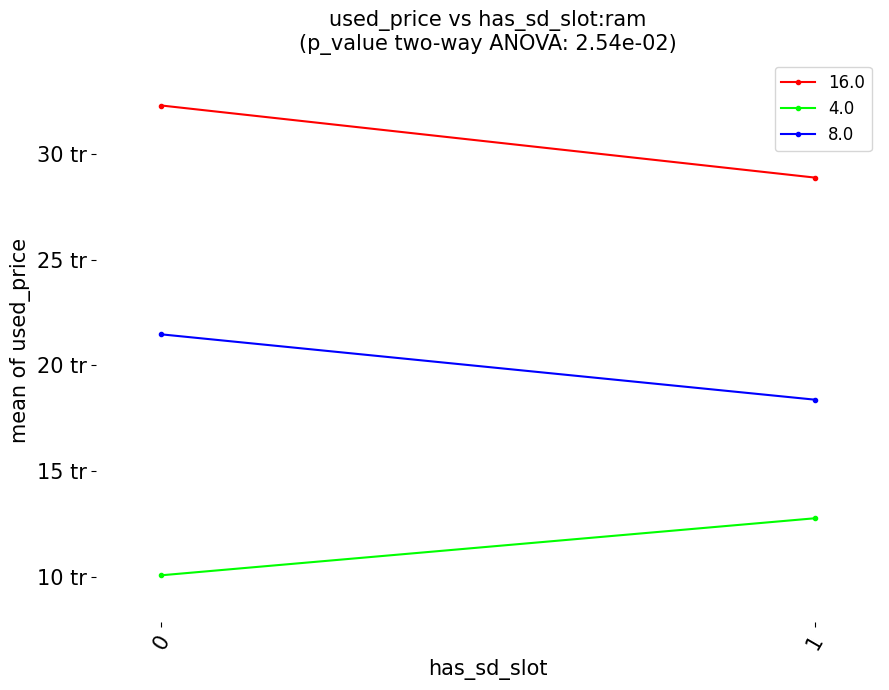 used_price vs has_sd_slot:ram
(p_value two-way ANOVA: 2.54e-02)
16.0
4.0
8.0
30 tr
25 tr
20 tr
15 tr
10 tr
mean of used_price
0
1
has_sd_slot